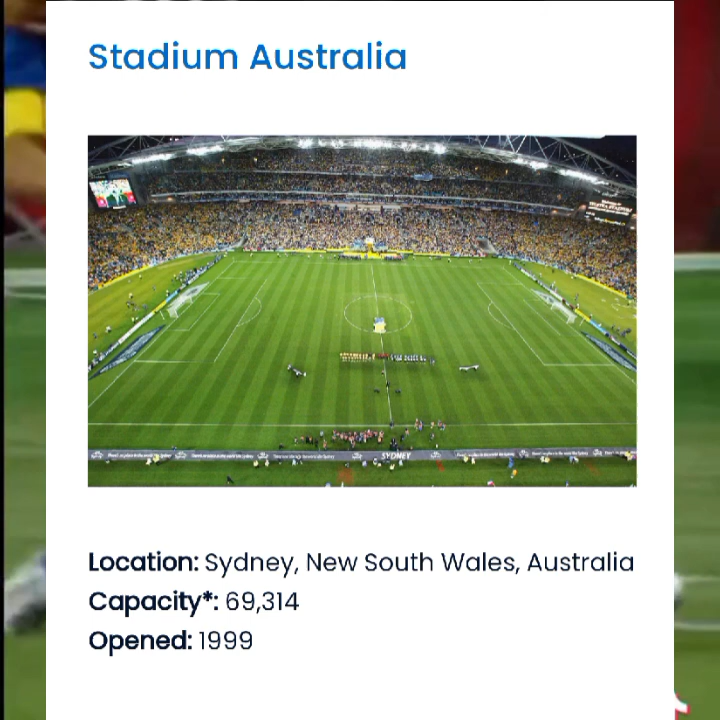 Stadium Australia
SYDNEY
Location: Sydney, New South Wales, Australia
Capacity*: 69,314
Opened: 1999